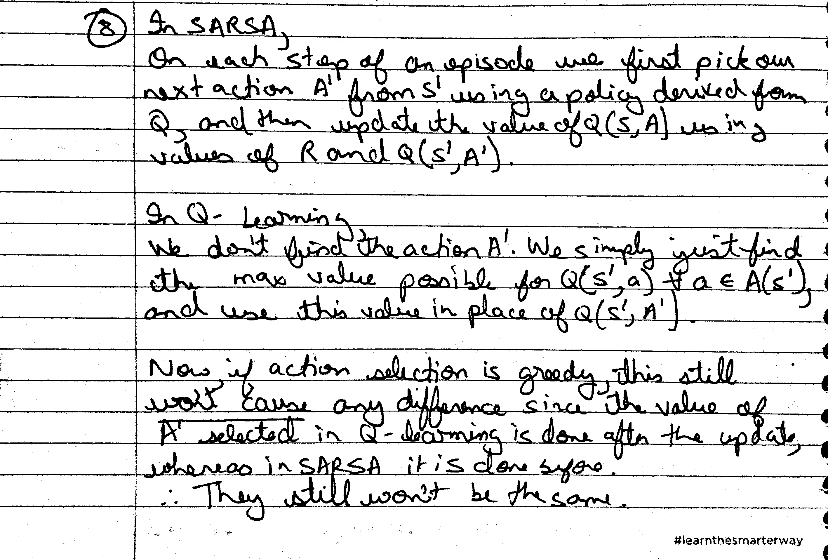 8 In SARSA,
On each step of an episode we first pick our
next action A' from S' using a policy derived from
Q, and then update the value of Q(S,A) using
values of R and Q(S',A').
In Q-Learning,
We don't find the action A'. We simply just find
the max value possible for Q(S',a) ∀ a ∈ A(s'),
and use this value in place of Q(S',A').
Now, if action selection is greedy, this still
won't cause any difference since the value of
A' selected in Q-learning is done after the update,
whereas in SARSA it is done before.
∴ They still won't be the same.
#learnthesmarterway